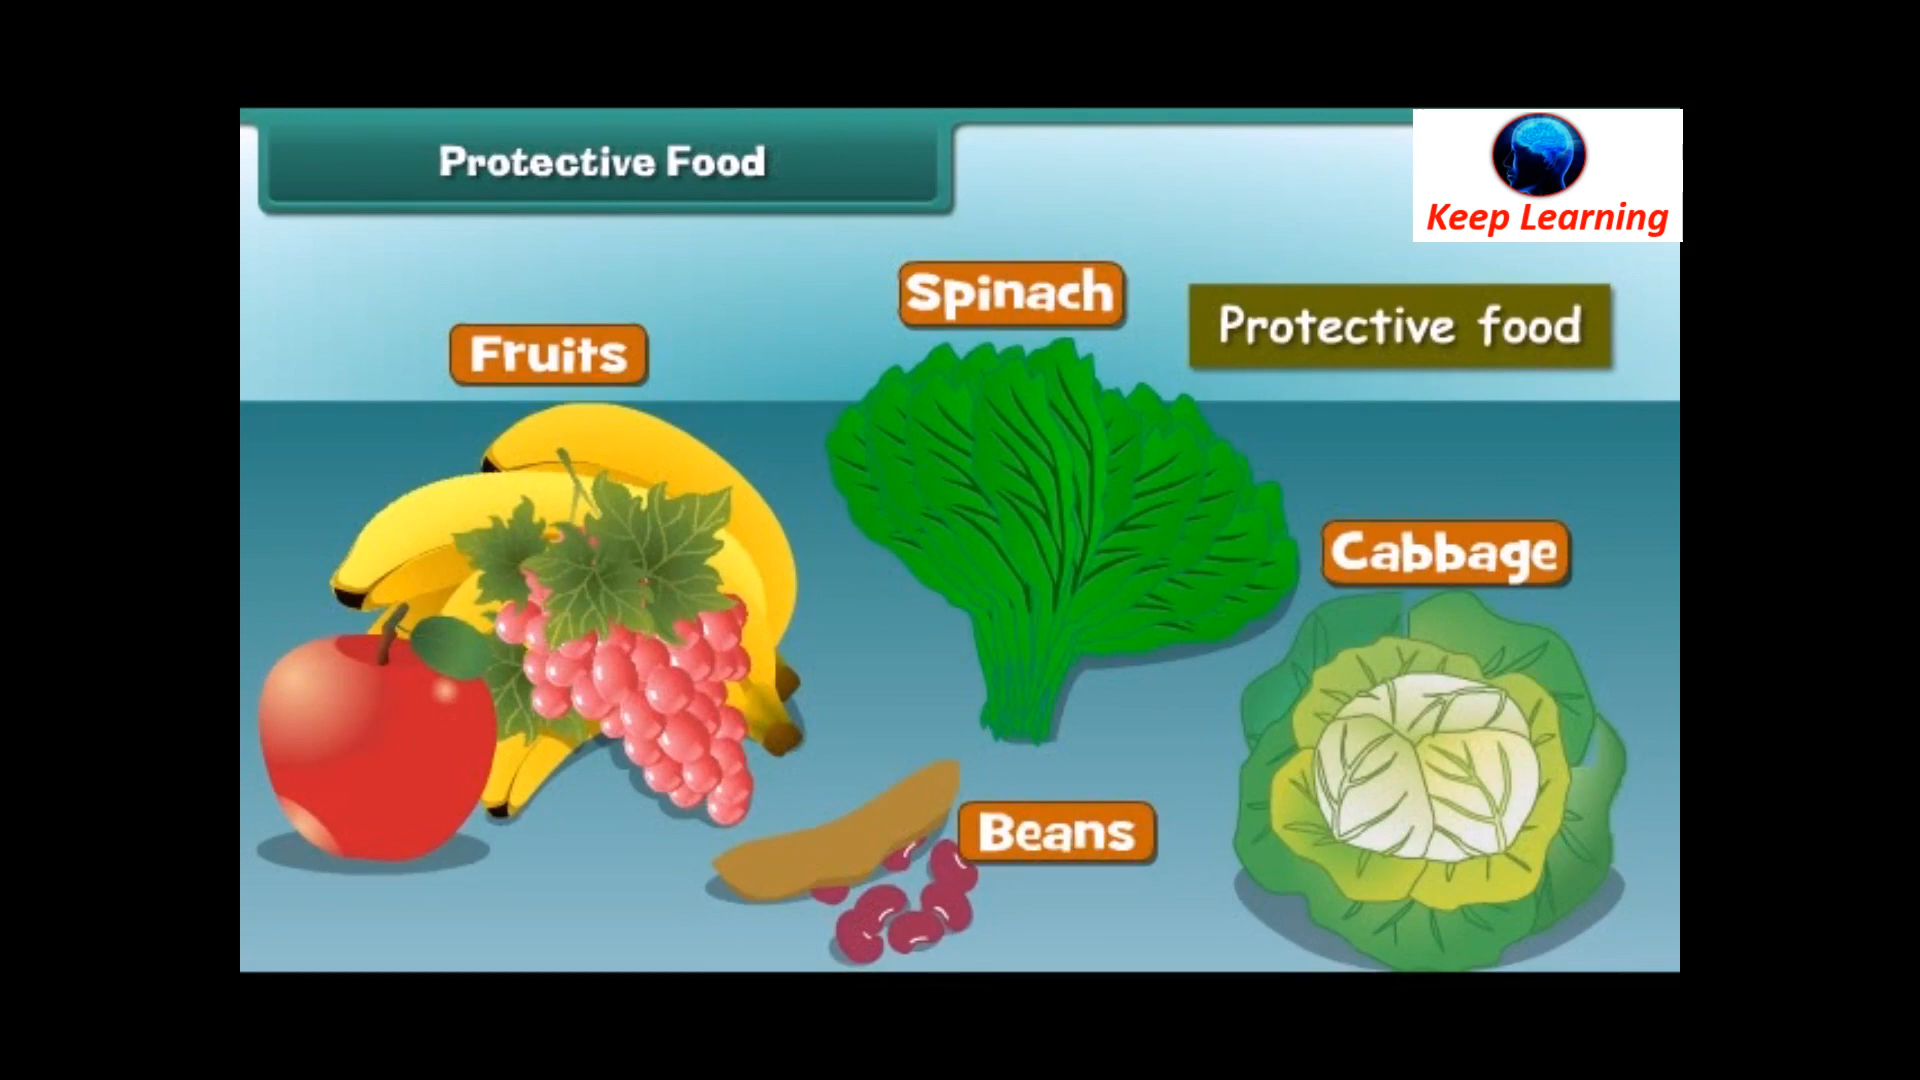 Protective Food
Keep Learning
Spinach
Protective food
Fruits
Cabbage
Beans